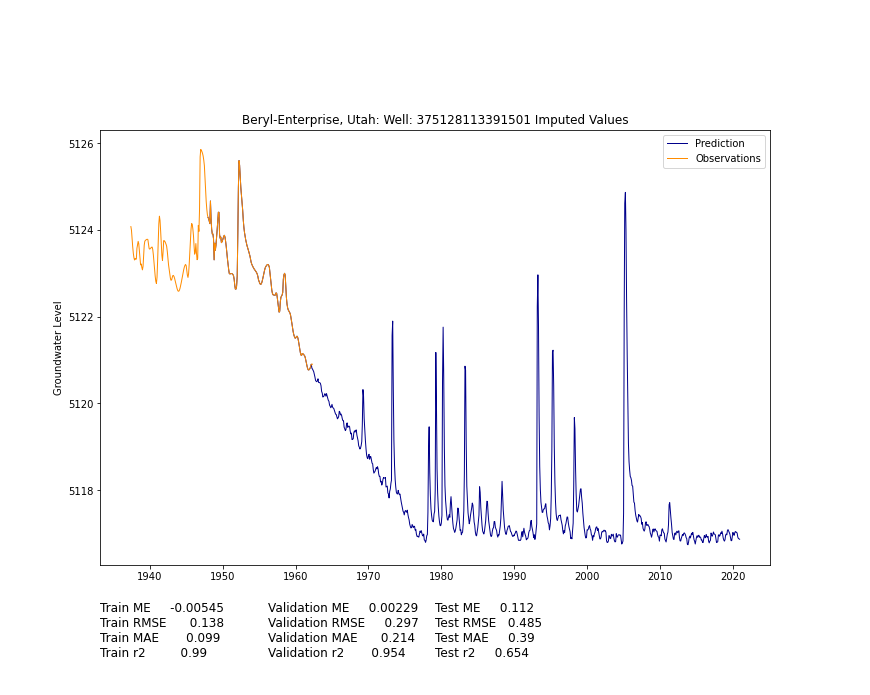 Beryl-Enterprise, Utah: Well: 375128113391501 Imputed Values
Prediction
Observations
Groundwater Level
5126
5124
5122
5120
5118
1940 1950 1960 1970 1980 1990 2000 2010 2020
Train ME -0.00545 Validation ME 0.00229 Test ME 0.112
Train RMSE 0.138 Validation RMSE 0.297 Test RMSE 0.485
Train MAE 0.099 Validation MAE 0.214 Test MAE 0.39
Train r2 0.99 Validation r2 0.954 Test r2 0.654